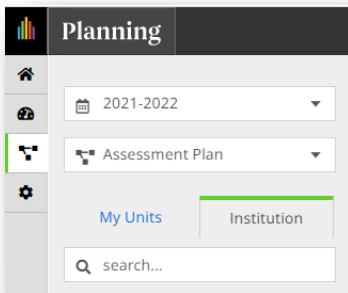 Planning
2021-2022
Assessment Plan
My Units Institution
search...